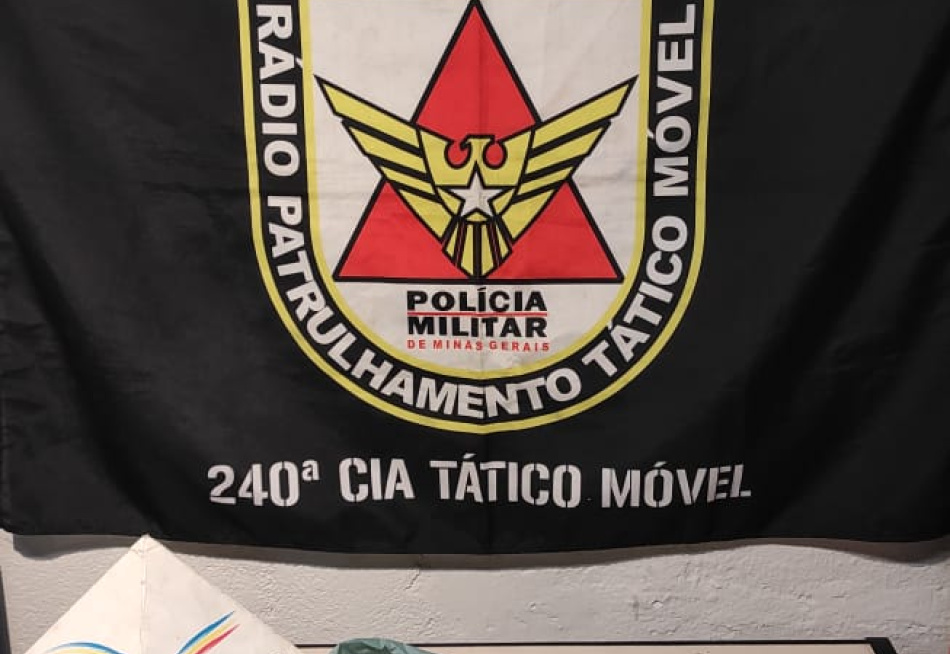 RÁDIO PATRULHAMENTO TÁTICO MÓVEL
POLÍCIA
MILITAR
DE MINAS GERAIS
240ª CIA TÁTICO MÓVEL